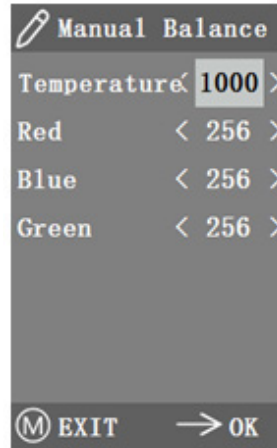 Manual Balance
Temperature< 1000 >
Red < 256 >
Blue < 256 >
Green < 256 >
M EXIT → OK